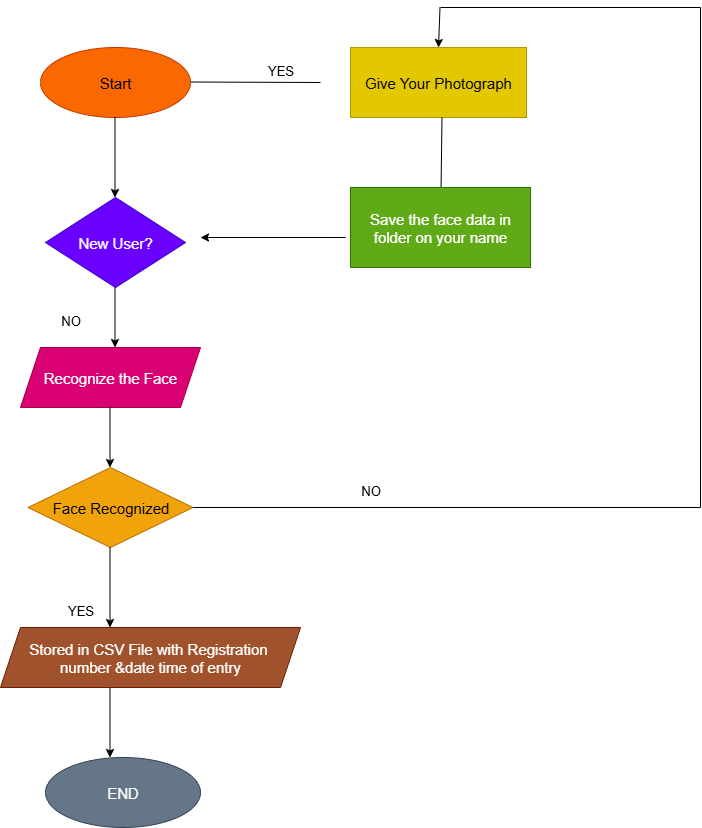 Start
YES
Give Your Photograph
New User?
Save the face data in
folder on your name
NO
Recognize the Face
Face Recognized
NO
YES
Stored in CSV File with Registration
number &date time of entry
END